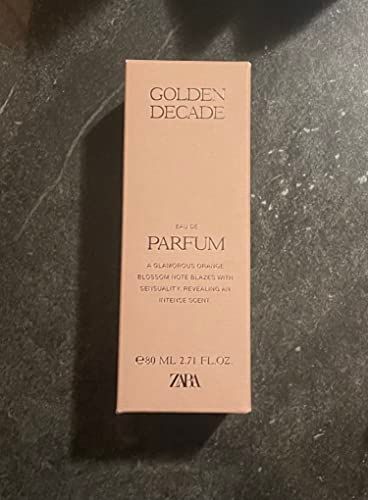 GOLDEN
DECADE
EAU DE
PARFUM
A GLAMOROUS ORANGE
BLOSSOM NOTE BLAZES WITH
SENSUALITY, REVEALING AN
INTENSE SCENT.
℮80 ML 2.71 FL.OZ.
ZARA